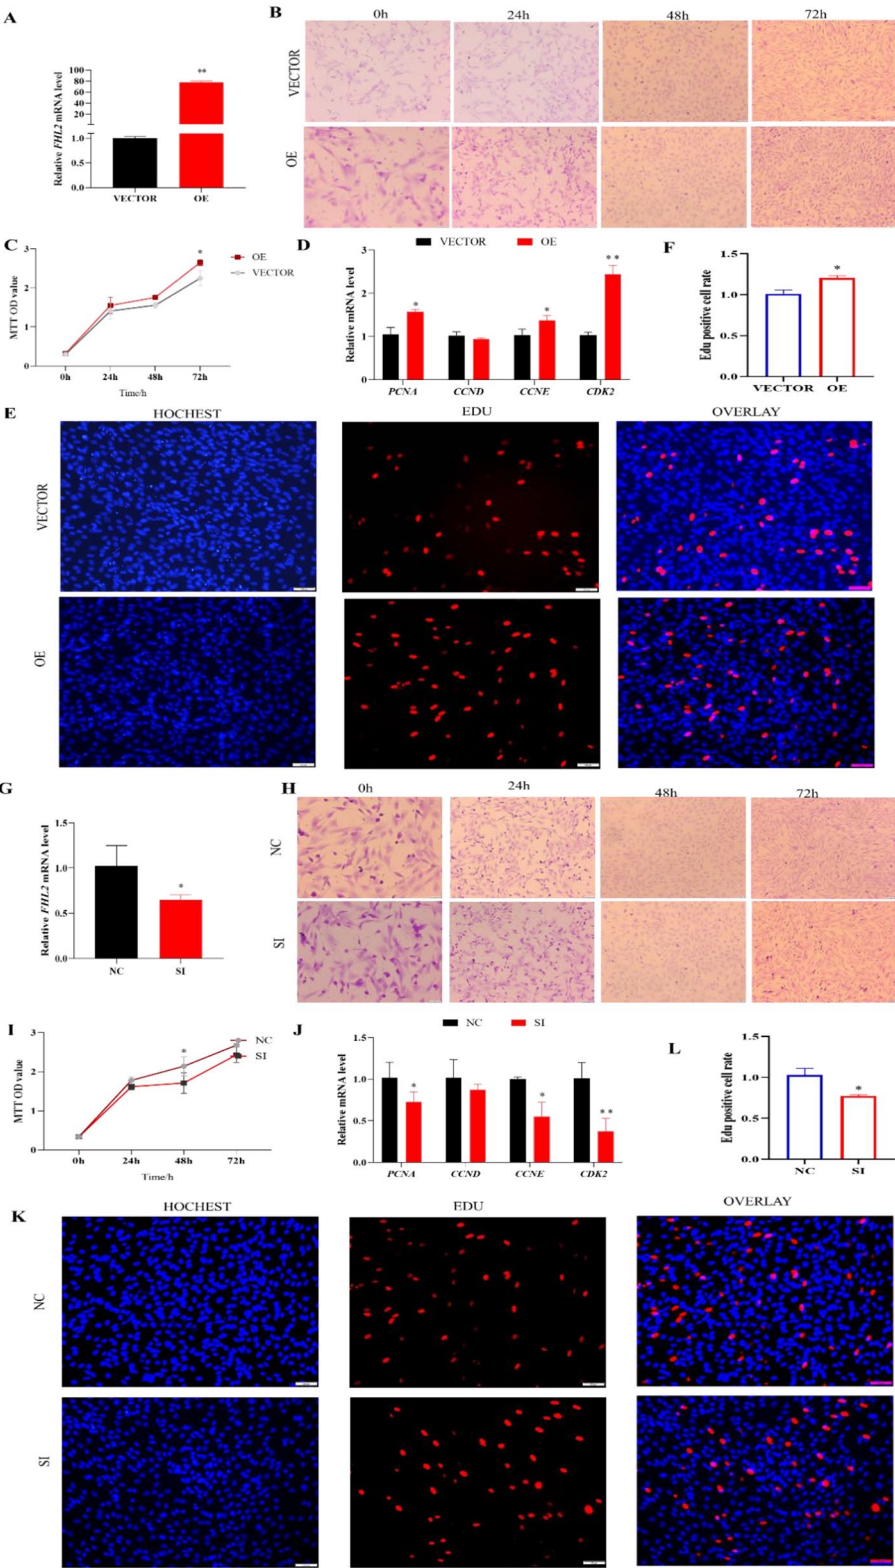 A
Relative FHL2 mRNA level
100
80
60
40
20
1.0
0.5
0.0
**
VECTOR OE
B
0h 24h 48h 72h
VECTOR
OE
C
MTT OD value
3
2
1
0
*
OE
VECTOR
0h 24h 48h 72h
Time/h
D
VECTOR OE
Relative mRNA level
3
2
1
0
* * **
PCNA CCND CCNE CDK2
F
Edu positive cell rate
1.5
1.0
0.5
0.0
*
VECTOR OE
E
HOCHEST EDU OVERLAY
VECTOR
OE
G
Relative FHL2 mRNA level
1.5
1.0
0.5
0.0
*
NC SI
H
0h 24h 48h 72h
NC
SI
I
MTT OD value
3
2
1
0
*
NC
SI
0h 24h 48h 72h
Time/h
J
NC SI
Relative mRNA level
1.5
1.0
0.5
0.0
* * **
PCNA CCND CCNE CDK2
L
Edu positive cell rate
1.5
1.0
0.5
0.0
*
NC SI
K
HOCHEST EDU OVERLAY
NC
SI